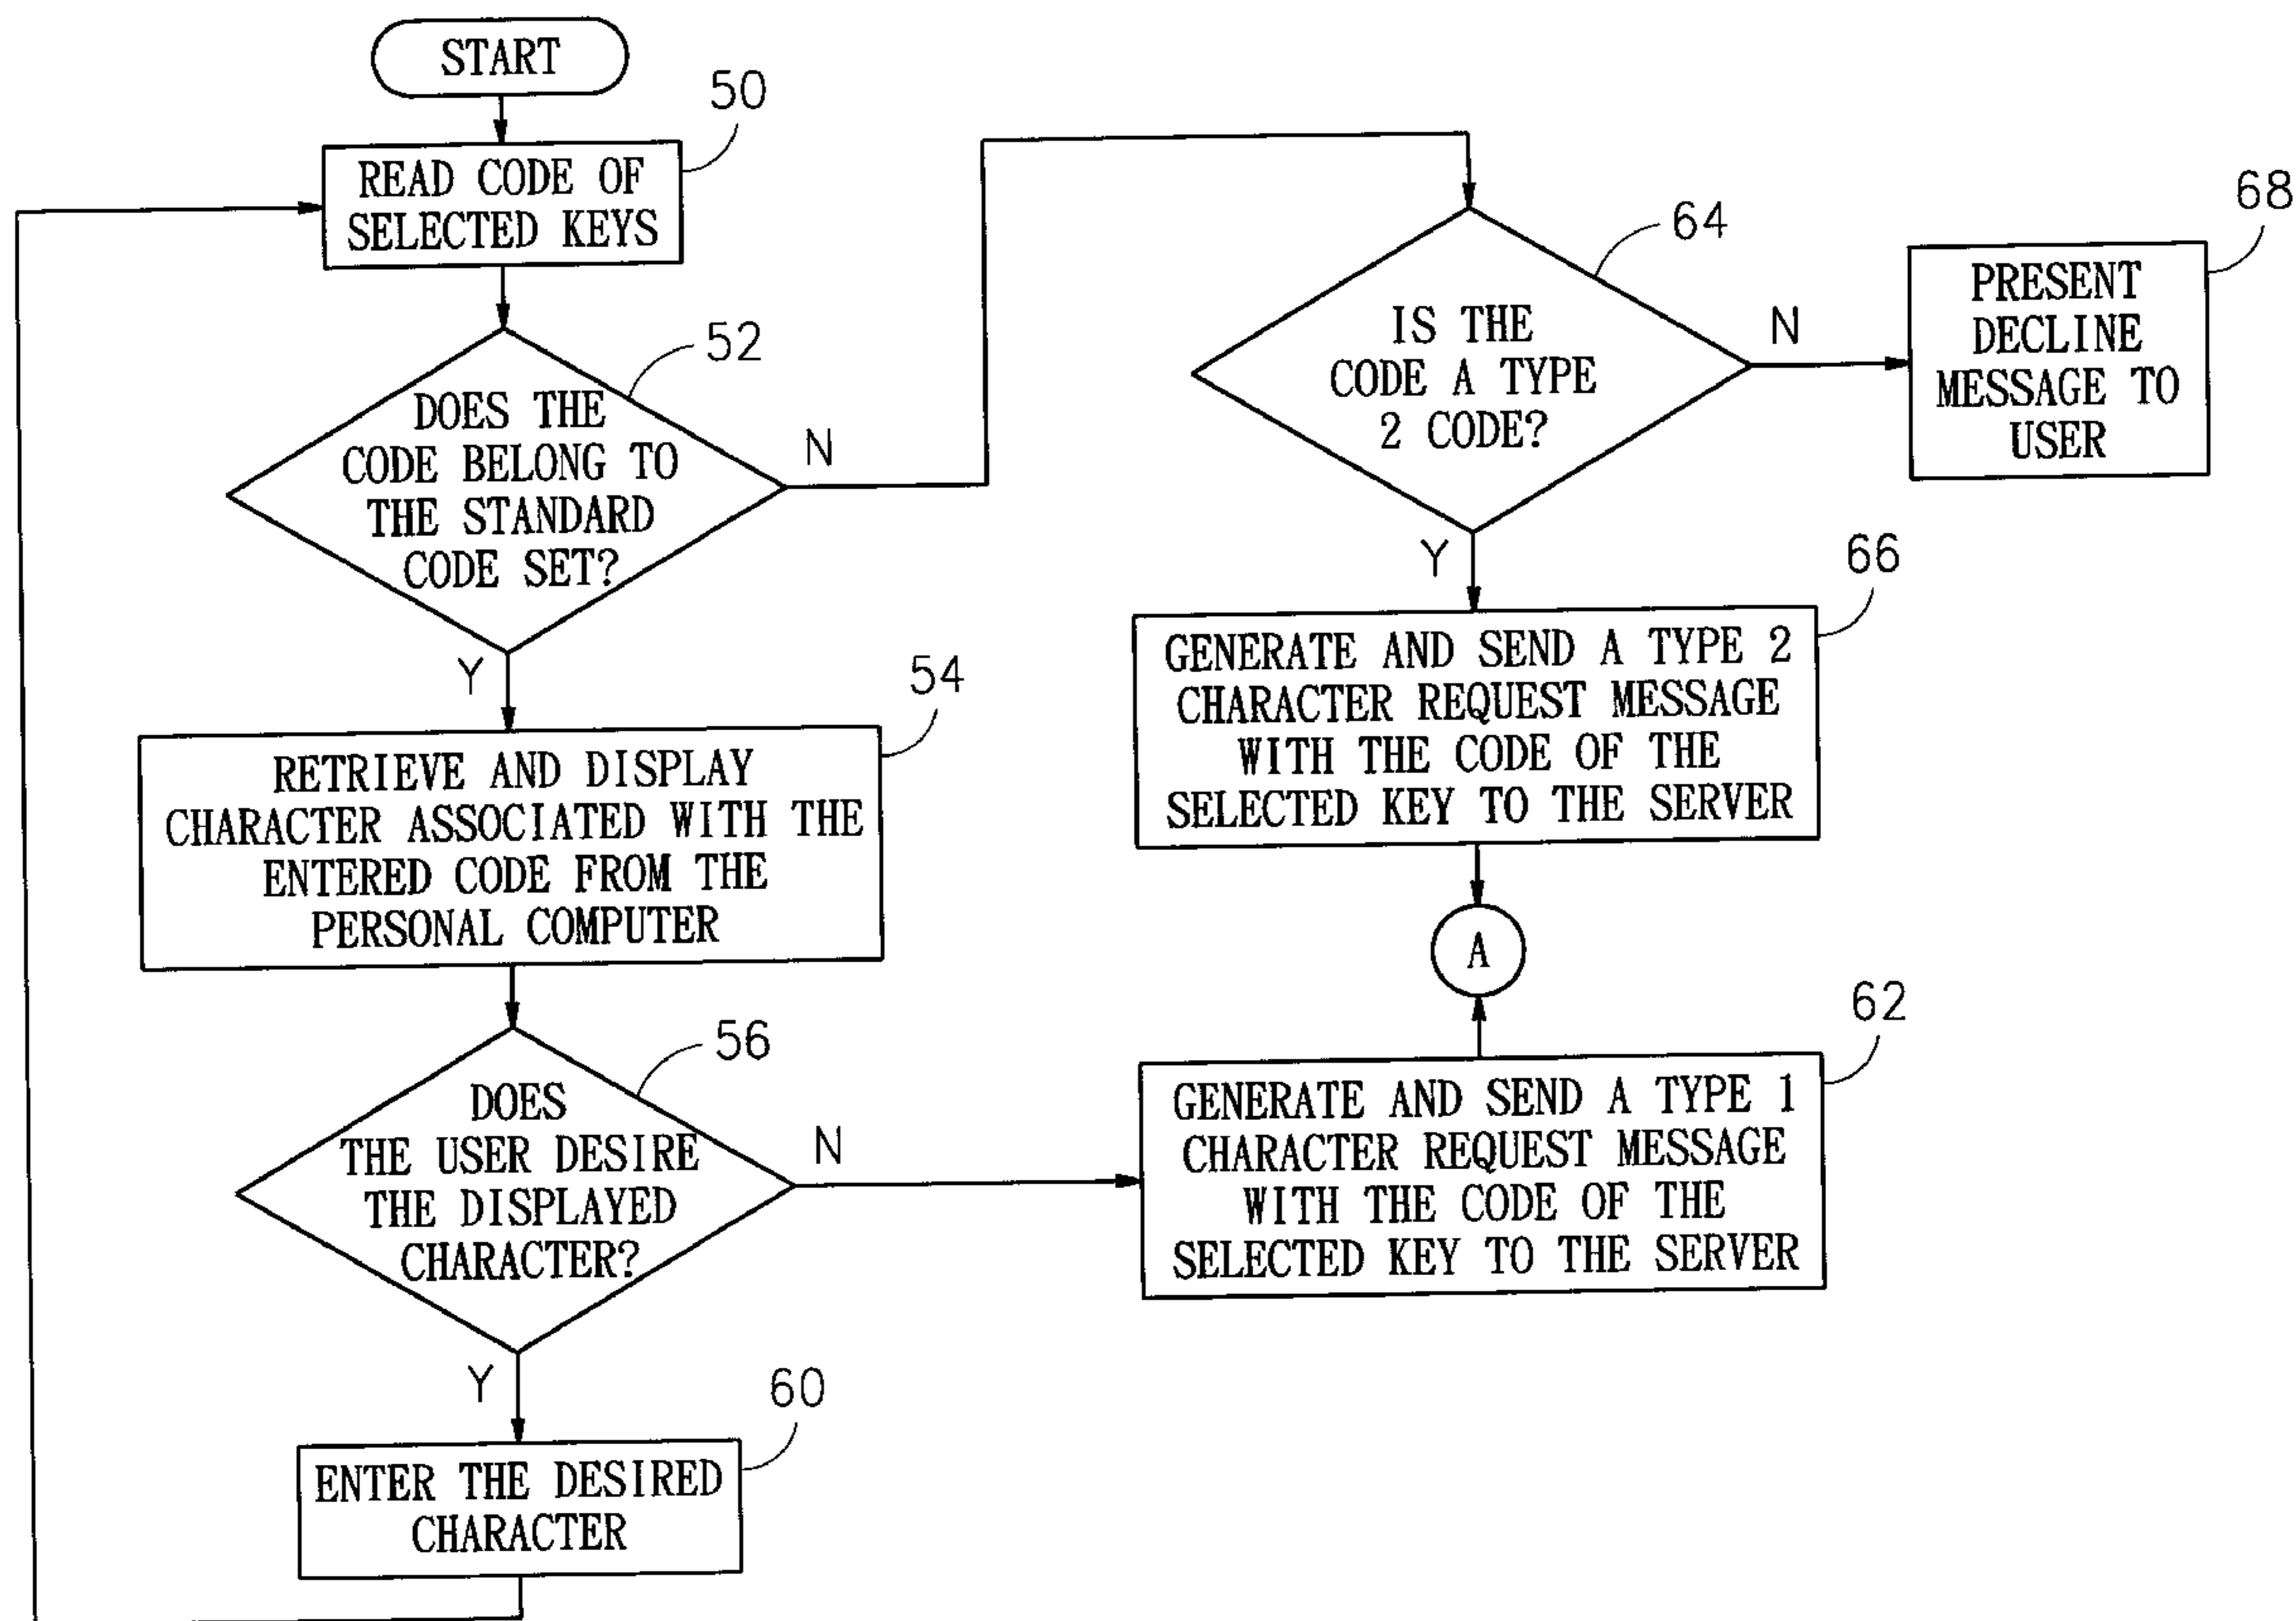 START
50
READ CODE OF
SELECTED KEYS
52
DOES THE
CODE BELONG TO
THE STANDARD
CODE SET?
N
Y
54
RETRIEVE AND DISPLAY
CHARACTER ASSOCIATED WITH THE
ENTERED CODE FROM THE
PERSONAL COMPUTER
56
DOES
THE USER DESIRE
THE DISPLAYED
CHARACTER?
N
Y
60
ENTER THE DESIRED
CHARACTER
64
IS THE
CODE A TYPE
2 CODE?
N
Y
68
PRESENT
DECLINE
MESSAGE TO
USER
66
GENERATE AND SEND A TYPE 2
CHARACTER REQUEST MESSAGE
WITH THE CODE OF THE
SELECTED KEY TO THE SERVER
A
62
GENERATE AND SEND A TYPE 1
CHARACTER REQUEST MESSAGE
WITH THE CODE OF THE
SELECTED KEY TO THE SERVER